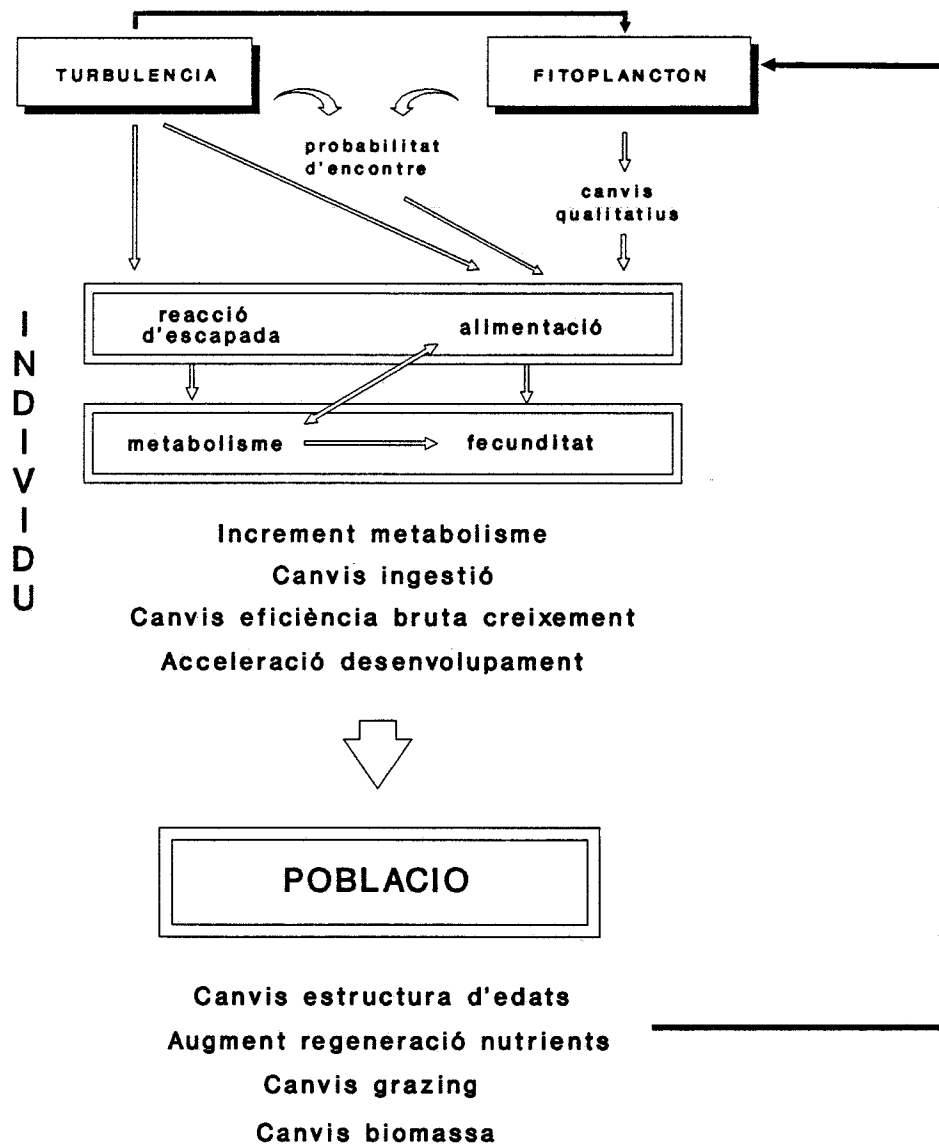 TURBULENCIA
FITOPLANCTON
probabilitat
d'encontre
canvis
qualitatius
INDIVIDU
reacció
d'escapada
alimentació
metabolisme
fecunditat
Increment metabolisme
Canvis ingestió
Canvis eficiència bruta creixement
Acceleració desenvolupament
POBLACIO
Canvis estructura d'edats
Augment regeneració nutrients
Canvis grazing
Canvis biomassa